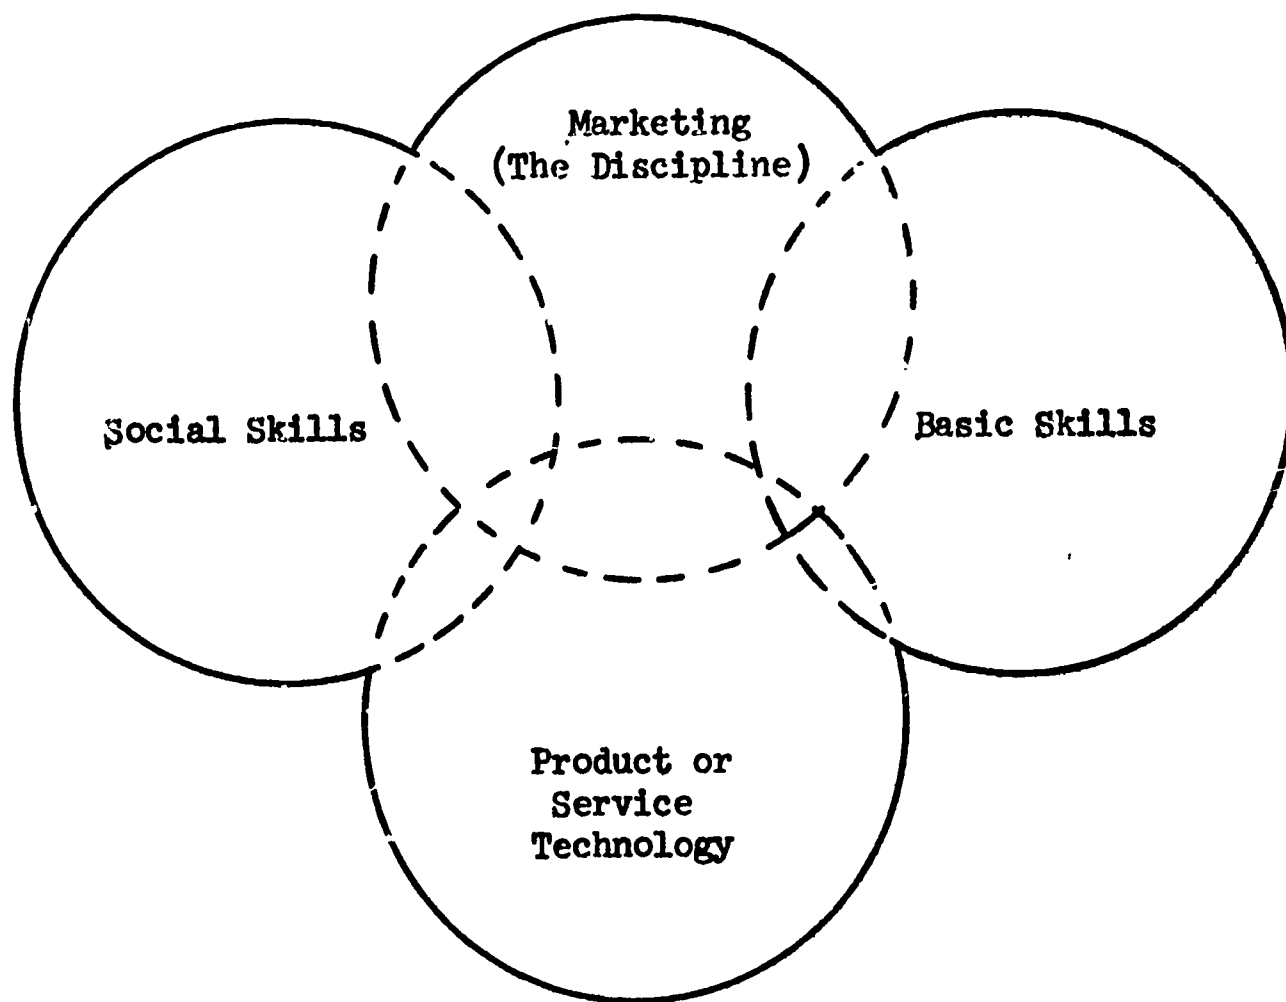 Marketing
(The Discipline)
Social Skills
Basic Skills
Product or
Service
Technology